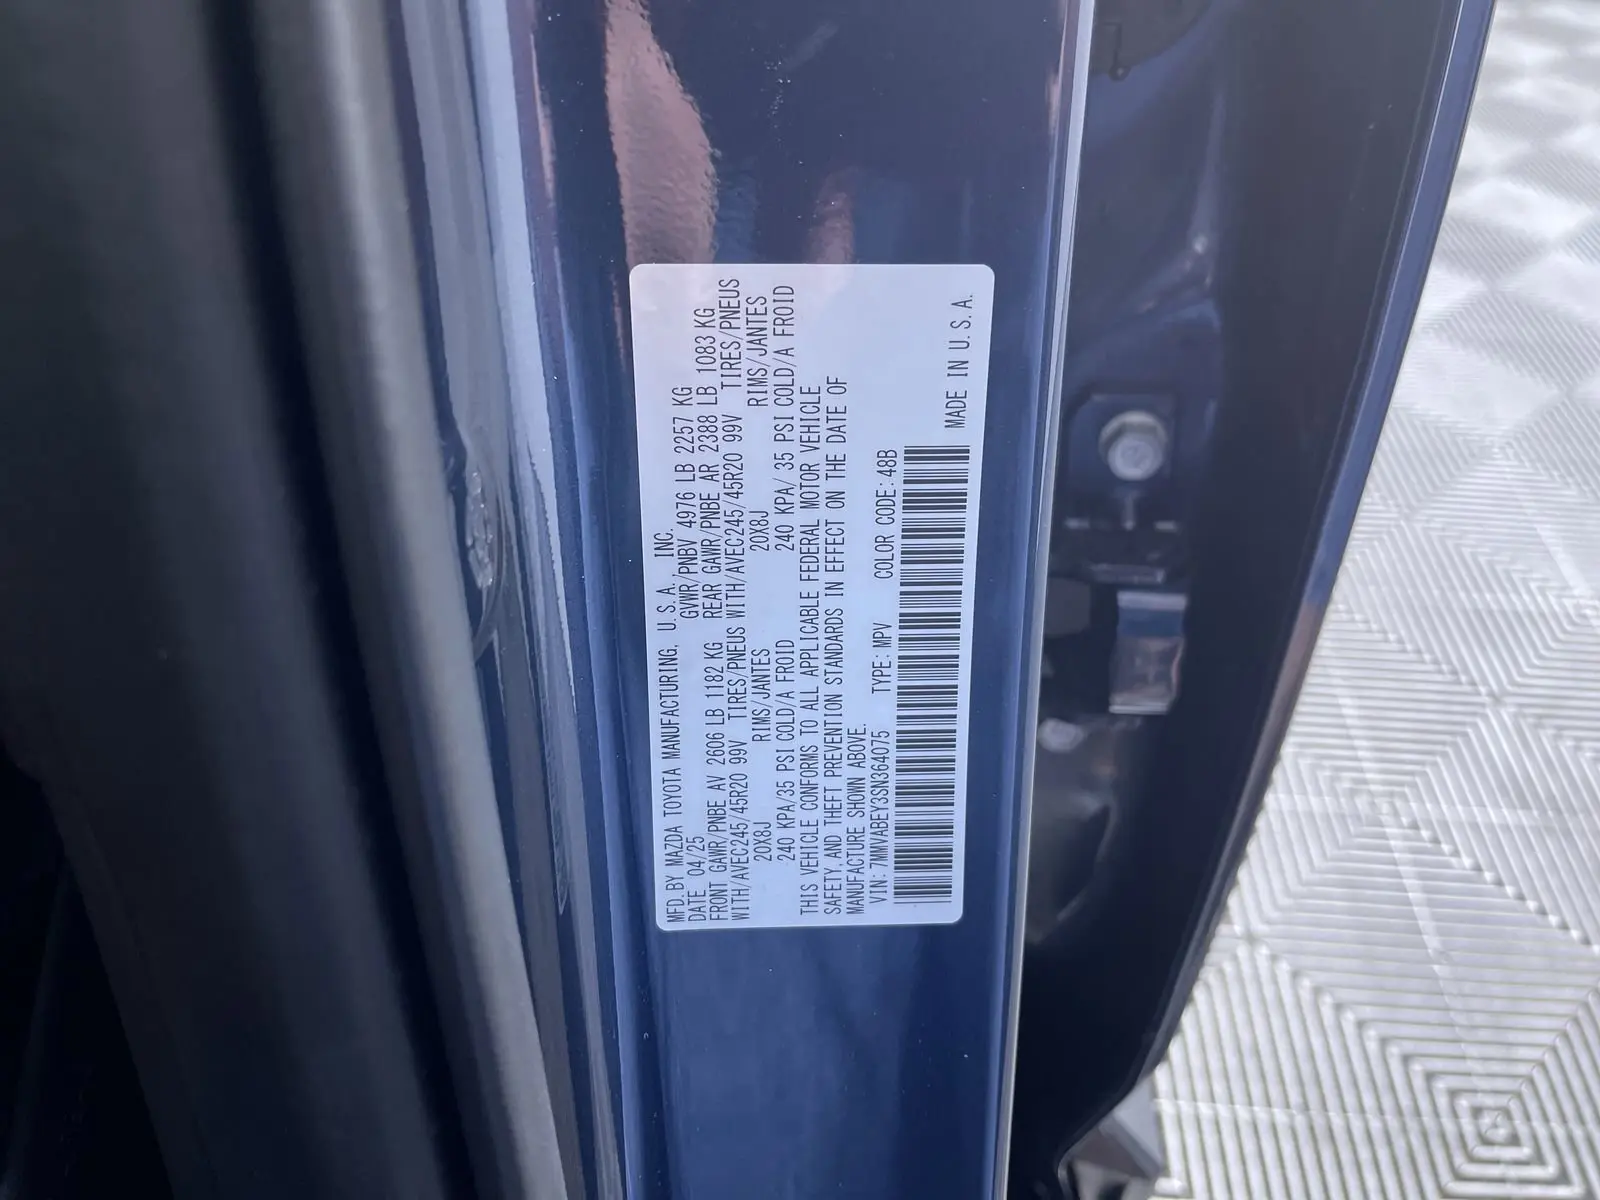 MFD. BY MAZDA TOYOTA MANUFACTURING, U.S.A., INC.
DATE 04/25 GVWR/PNBV 4976 LB 2257 KG
FRONT GAWR/PNBE AV 2606 LB 1182 KG REAR GAWR/PNBE AR 2388 LB 1083 KG
WITH/AVEC245/45R20 99V TIRES/PNEUS WITH/AVEC245/45R20 99V TIRES/PNEUS
20X8J RIMS/JANTES 20X8J RIMS/JANTES
240 KPA/35 PSI COLD/A FROID 240 KPA/ 35 PSI COLD/A FROID
THIS VEHICLE CONFORMS TO ALL APPLICABLE FEDERAL MOTOR VEHICLE
SAFETY, AND THEFT PREVENTION STANDARDS IN EFFECT ON THE DATE OF
MANUFACTURE SHOWN ABOVE.
VIN: 7MMVABEY3SN364075 TYPE: MPV COLOR CODE: 48B
MADE IN U.S.A.